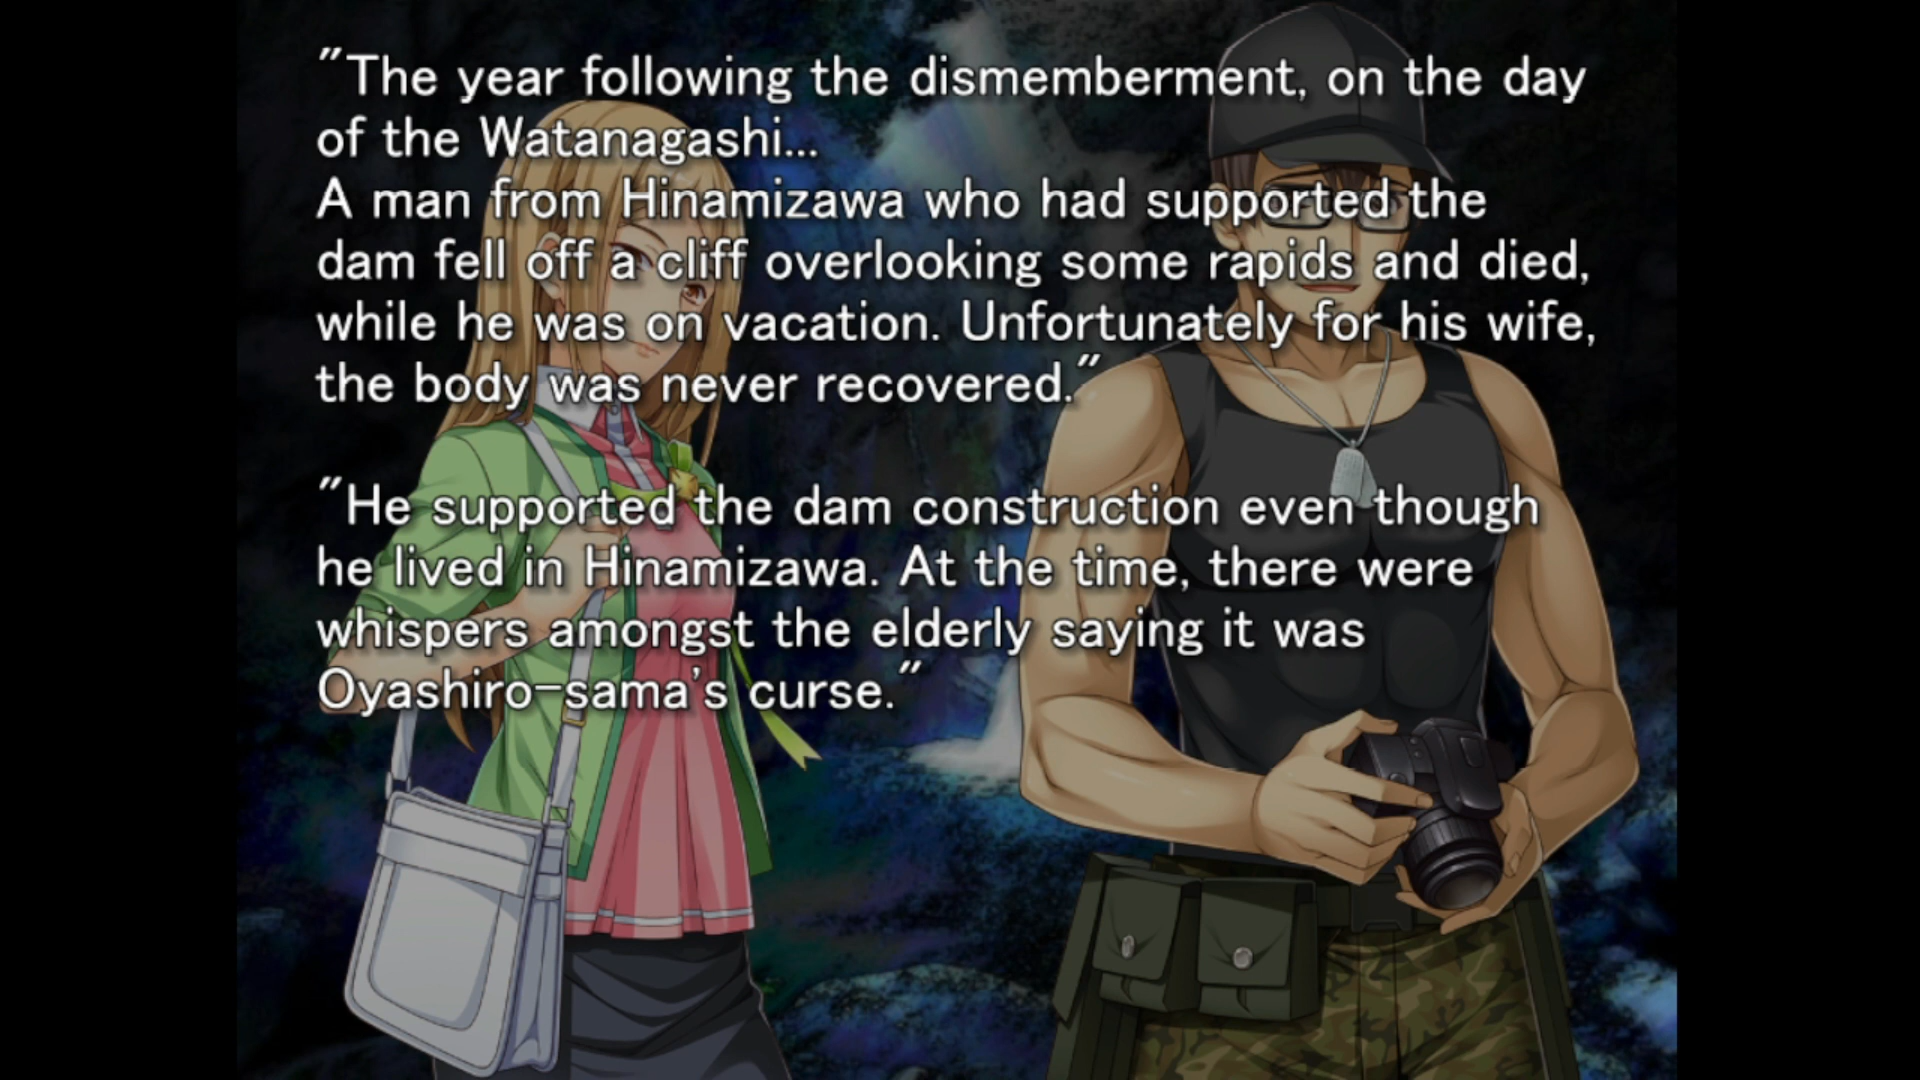 "The year following the dismemberment, on the day
of the Watanagashi...
A man from Hinamizawa who had supported the
dam fell off a cliff overlooking some rapids and died,
while he was on vacation. Unfortunately for his wife,
the body was never recovered."
"He supported the dam construction even though
he lived in Hinamizawa. At the time, there were
whispers amongst the elderly saying it was
Oyashiro-sama's curse."